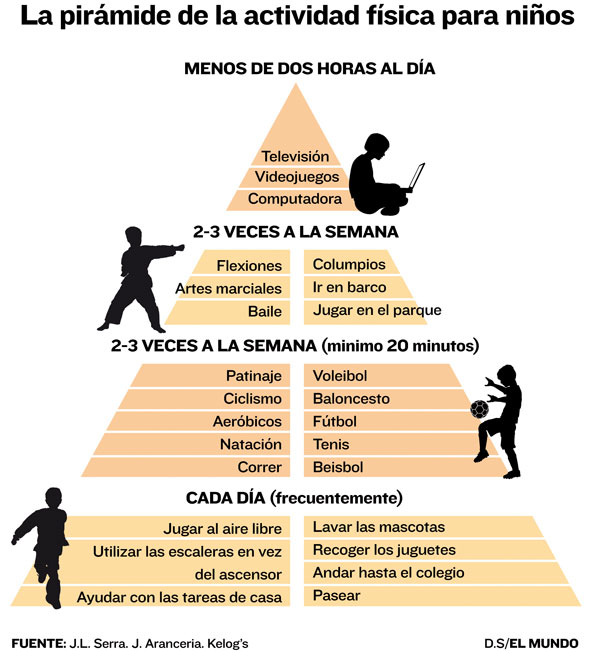 La pirámide de la actividad física para niños
MENOS DE DOS HORAS AL DÍA
Televisión
Videojuegos
Computadora
2-3 VECES A LA SEMANA
Flexiones
Artes marciales
Baile
Columpios
Ir en barco
Jugar en el parque
2-3 VECES A LA SEMANA (minimo 20 minutos)
Patinaje
Ciclismo
Aeróbicos
Natación
Correr
Voleibol
Baloncesto
Fútbol
Tenis
Beisbol
CADA DÍA (frecuentemente)
Jugar al aire libre
Utilizar las escaleras en vez
del ascensor
Ayudar con las tareas de casa
Lavar las mascotas
Recoger los juguetes
Andar hasta el colegio
Pasear
FUENTE: J.L. Serra. J. Aranceria. Kelog's
D.S/EL MUNDO